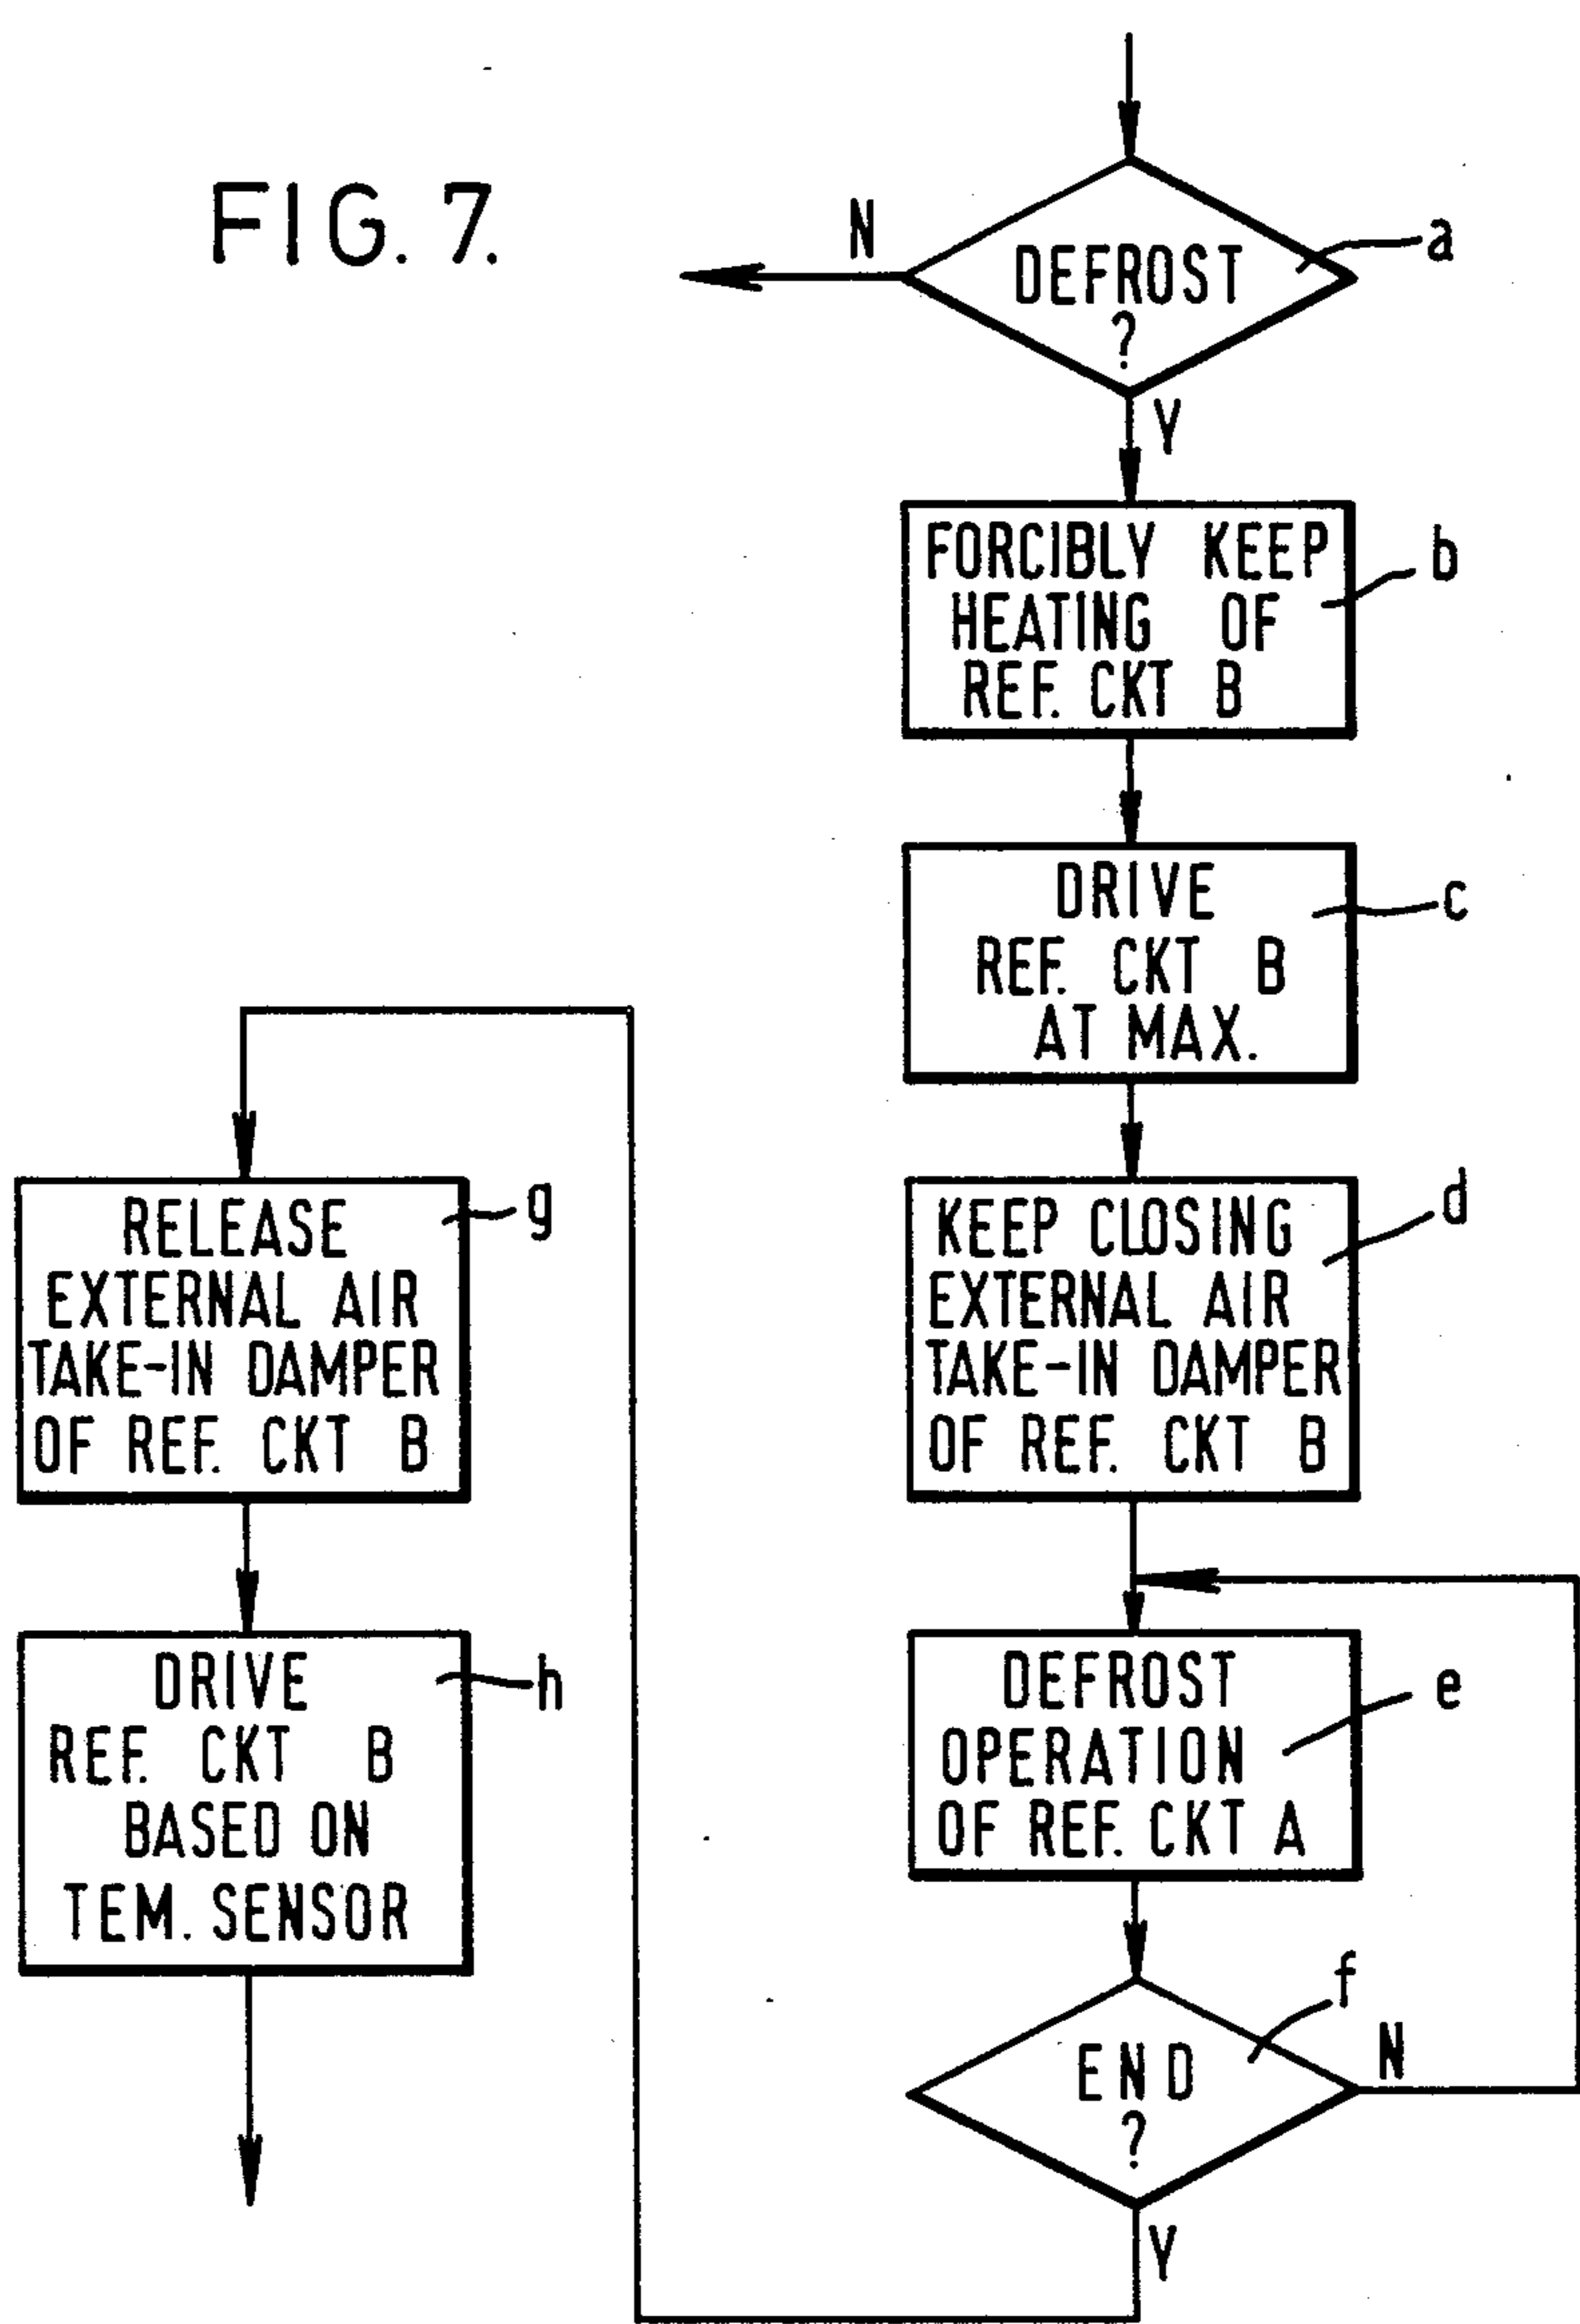 FIG. 7.
N
DEFROST
?
a
Y
FORCIBLY KEEP
HEATING OF
REF. CKT B
b
DRIVE
REF. CKT B
AT MAX.
c
KEEP CLOSING
EXTERNAL AIR
TAKE-IN DAMPER
OF REF. CKT B
d
DEFROST
OPERATION
OF REF. CKT A
e
END
?
f
N
Y
RELEASE
EXTERNAL AIR
TAKE-IN DAMPER
OF REF. CKT B
g
DRIVE
REF. CKT B
BASED ON
TEM. SENSOR
h